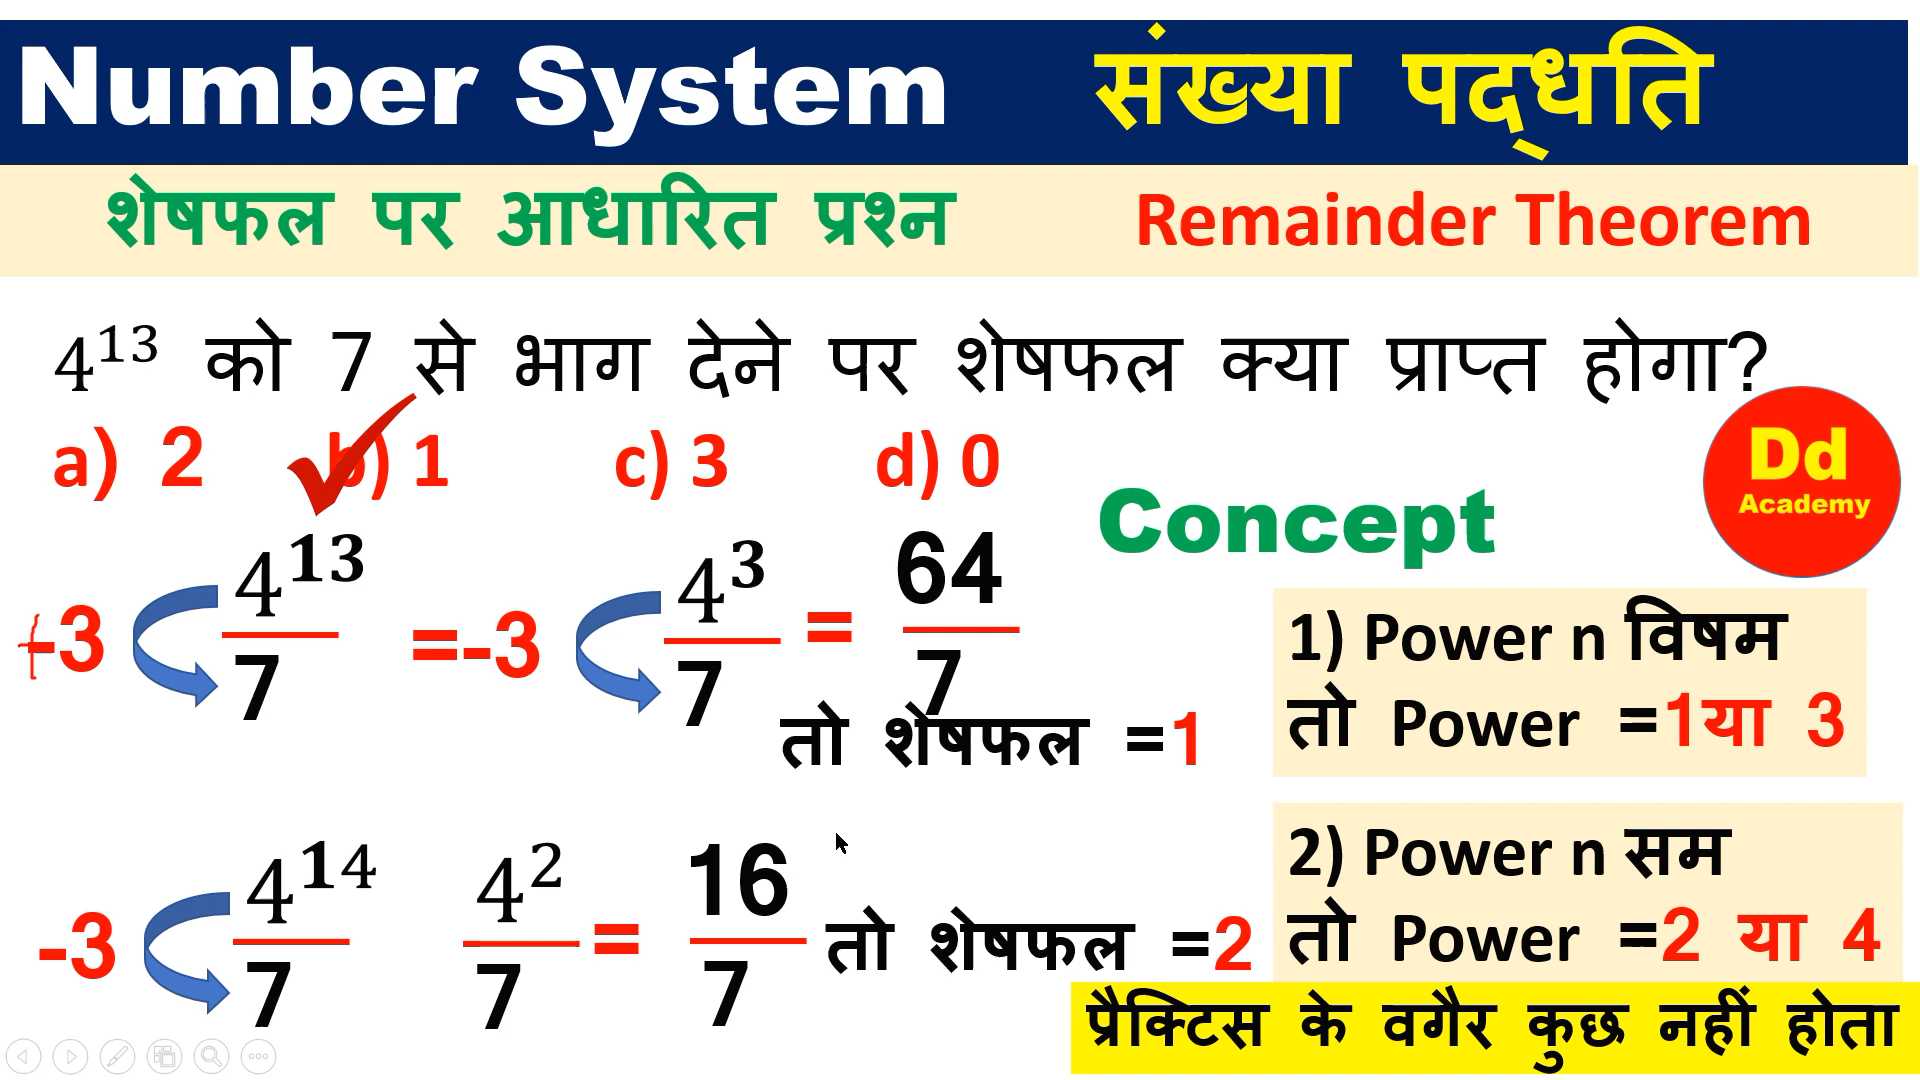 Number System संख्या पद्धति
शेषफल पर आधारित प्रश्न Remainder Theorem
4¹³ को 7 से भाग देने पर शेषफल क्या प्राप्त होगा?
a) 2 b) 1 c) 3 d) 0
Dd
Academy
Concept
-3 4¹³/7 =-3 4³/7 = 64/7
तो शेषफल =1
1) Power n विषम
तो Power =1या 3
-3 4¹⁴/7 4²/7 = 16/7 तो शेषफल =2
2) Power n सम
तो Power =2 या 4
प्रैक्टिस के वगैर कुछ नहीं होता